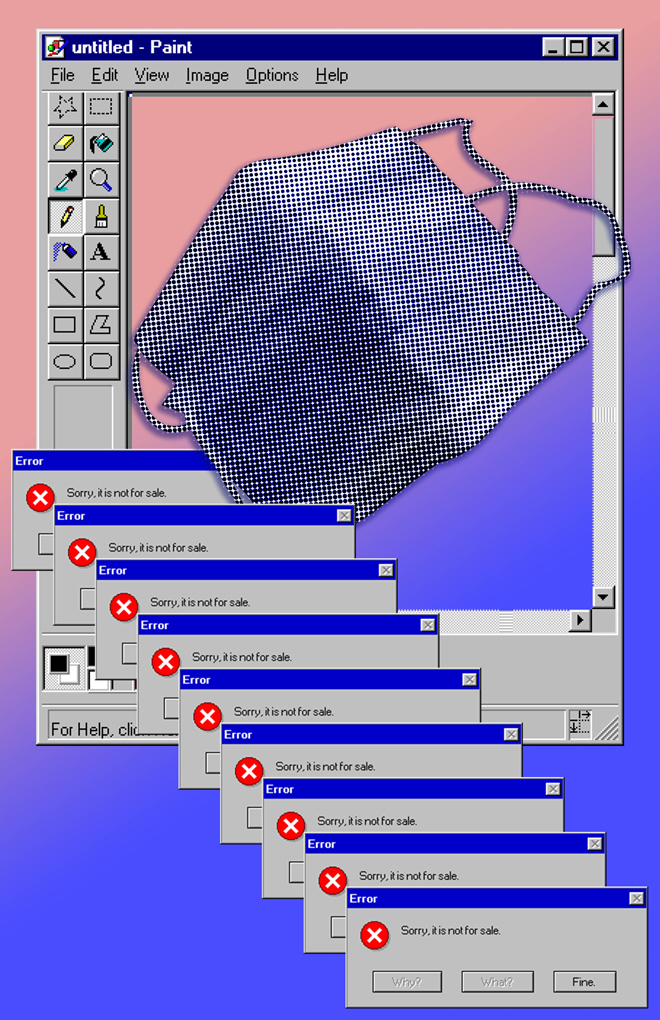 untitled - Paint
File Edit View Image Options Help
A
Error
Sorry, it is not for sale.
Error
Sorry, it is not for sale.
Error
Sorry, it is not for sale.
Error
Sorry, it is not for sale.
Error
Sorry, it is not for sale.
For Help, clic
Error
Sorry, it is not for sale.
Error
Sorry, it is not for sale.
Error
Sorry, it is not for sale.
Error
Sorry, it is not for sale.
Why? What? Fine.